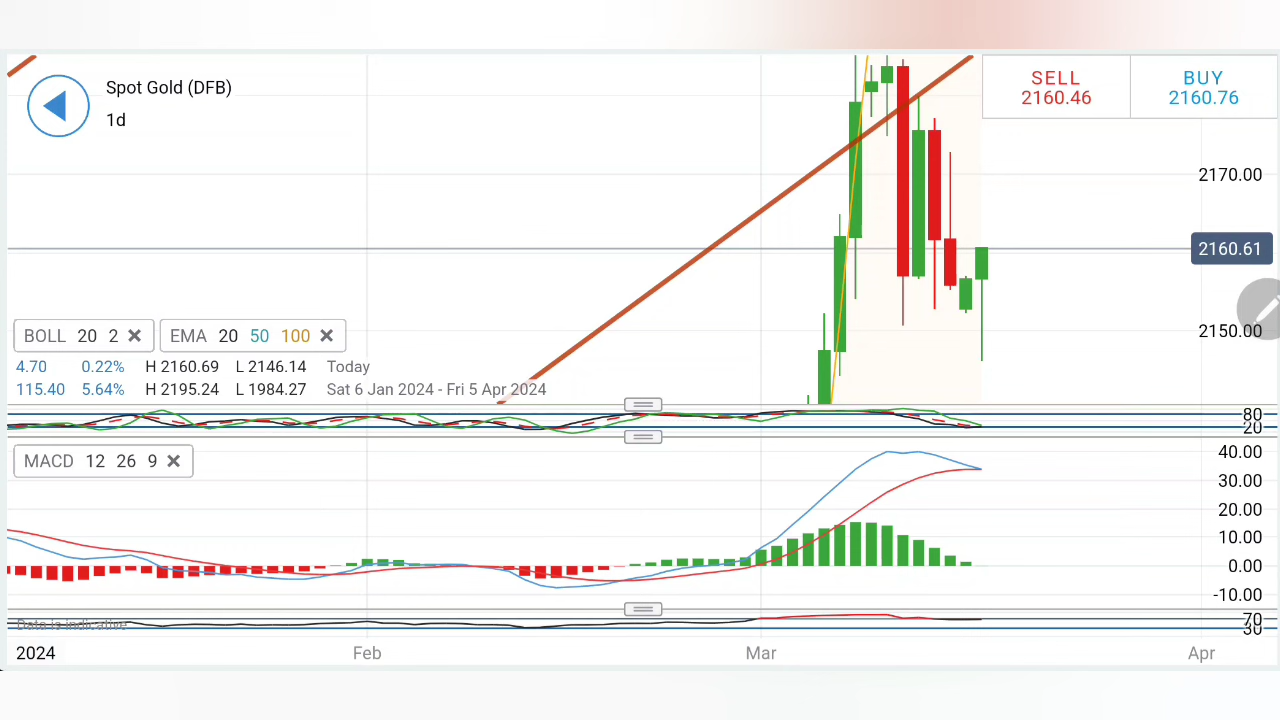 Spot Gold (DFB)
1d
SELL
2160.46
BUY
2160.76
2170.00
2160.61
2150.00
BOLL 20 2
EMA 20 50 100
4.70 0.22% H 2160.69 L 2146.14 Today
115.40 5.64% H 2195.24 L 1984.27 Sat 6 Jan 2024 - Fri 5 Apr 2024
80
20
MACD 12 26 9
40.00
30.00
20.00
10.00
0.00
-10.00
Data is indicative
70
30
2024 Feb Mar Apr